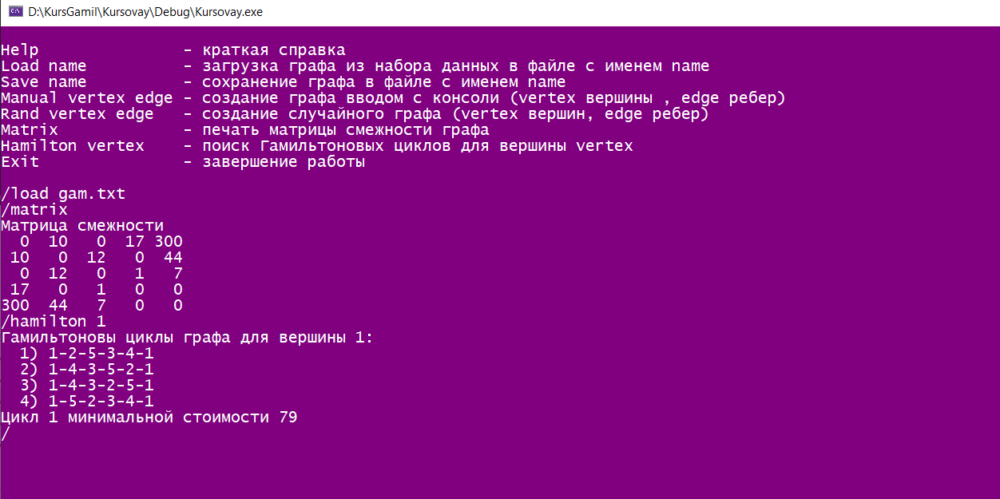 D:\KursGamil\Kursovay\Debug\Kursovay.exe
Help - краткая справка
Load name - загрузка графа из набора данных в файле с именем name
Save name - сохранение графа в файле с именем name
Manual vertex edge - создание графа вводом с консоли (vertex вершины , edge ребер)
Rand vertex edge - создание случайного графа (vertex вершин, edge ребер)
Matrix - печать матрицы смежности графа
Hamilton vertex - поиск Гамильтоновых циклов для вершины vertex
Exit - завершение работы
/load gam.txt
/matrix
Матрица смежности
0 10 0 17 300
10 0 12 0 44
0 12 0 1 7
17 0 1 0 0
300 44 7 0 0
/hamilton 1
Гамильтоновы циклы графа для вершины 1:
1) 1-2-5-3-4-1
2) 1-4-3-5-2-1
3) 1-4-3-2-5-1
4) 1-5-2-3-4-1
Цикл 1 минимальной стоимости 79
/